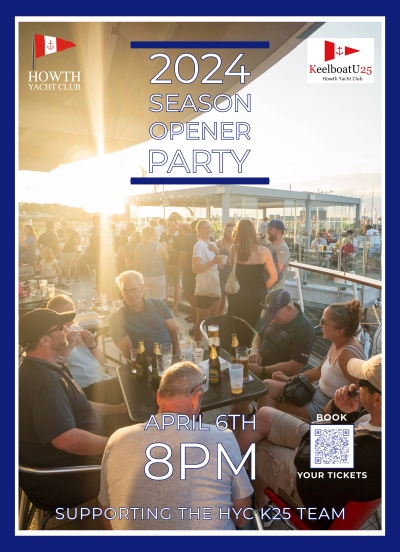 HOWTH
YACHT CLUB
KeelboatU25
Howth Yacht Club
2024
SEASON
OPENER
PARTY
APRIL 6TH
8PM
BOOK
YOUR TICKETS
SUPPORTING THE HYC K25 TEAM